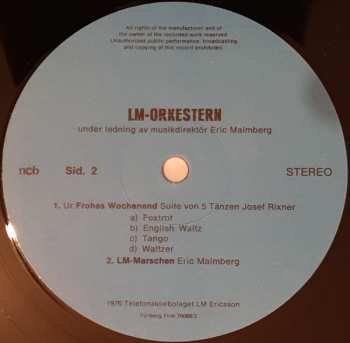 All rights of the manufacturer and of
the owner of the recorded work reserved
Unauthorized public performance, broadcasting
and copying of this record prohibited.
LM-ORKESTERN
under ledning av musikdirektör Eric Malmberg
ncb Sid. 2 STEREO
1. Ur Frohes Wochenend Suite von 5 Tänzen Josef Rixner
a) Foxtrot
b) English Waltz
c) Tango
d) Walzer
2. LM-Marschen Eric Malmberg
Telefonaktiebolaget LM Ericsson